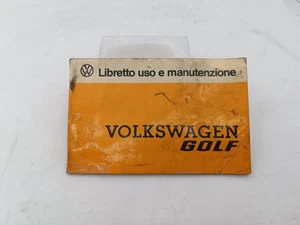 Libretto uso e manutenzione
VOLKSWAGEN
GOLF